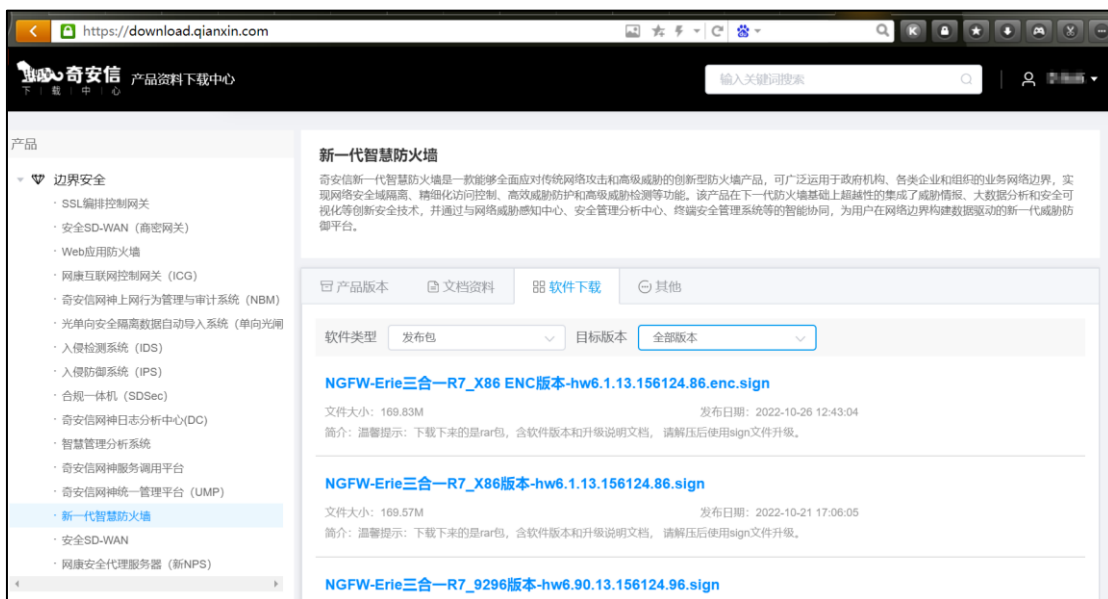 https://download.qianxin.com
奇安信 产品资料下载中心
下 | 载 | 中 | 心
输入关键词搜索
产品
边界安全
· SSL编排控制网关
· 安全SD-WAN（商密网关）
· Web应用防火墙
· 网康互联网控制网关（ICG）
· 奇安信网神上网行为管理与审计系统（NBM）
· 光单向安全隔离数据自动导入系统（单向光闸
· 入侵检测系统（IDS）
· 入侵防御系统（IPS）
· 合规一体机（SDSec）
· 奇安信网神日志分析中心(DC)
· 智慧管理分析系统
· 奇安信网神服务调用平台
· 奇安信网神统一管理平台（UMP）
· 新一代智慧防火墙
· 安全SD-WAN
· 网康安全代理服务器（新NPS）
新一代智慧防火墙
奇安信新一代智慧防火墙是一款能够全面应对传统网络攻击和高级威胁的创新型防火墙产品，可广泛运用于政府机构、各类企业和组织的业务网络边界，实
现网络安全域隔离、精细化访问控制、高效威胁防护和高级威胁检测等功能。该产品在下一代防火墙基础上超越性的集成了威胁情报、大数据分析和安全可
视化等创新安全技术，并通过与网络威胁感知中心、安全管理分析中心、终端安全管理系统等的智能协同，为用户在网络边界构建数据驱动的新一代威胁防
御平台。
产品版本 文档资料 软件下载 其他
软件类型 发布包 目标版本 全部版本
NGFW-Erie三合一R7_X86 ENC版本-hw6.1.13.156124.86.enc.sign
文件大小：169.83M 发布日期：2022-10-26 12:43:04
简介：温馨提示：下载下来的是rar包，含软件版本和升级说明文档， 请解压后使用sign文件升级。
NGFW-Erie三合一R7_X86版本-hw6.1.13.156124.86.sign
文件大小：169.57M 发布日期：2022-10-21 17:06:05
简介：温馨提示：下载下来的是rar包，含软件版本和升级说明文档， 请解压后使用sign文件升级。
NGFW-Erie三合一R7_9296版本-hw6.90.13.156124.96.sign